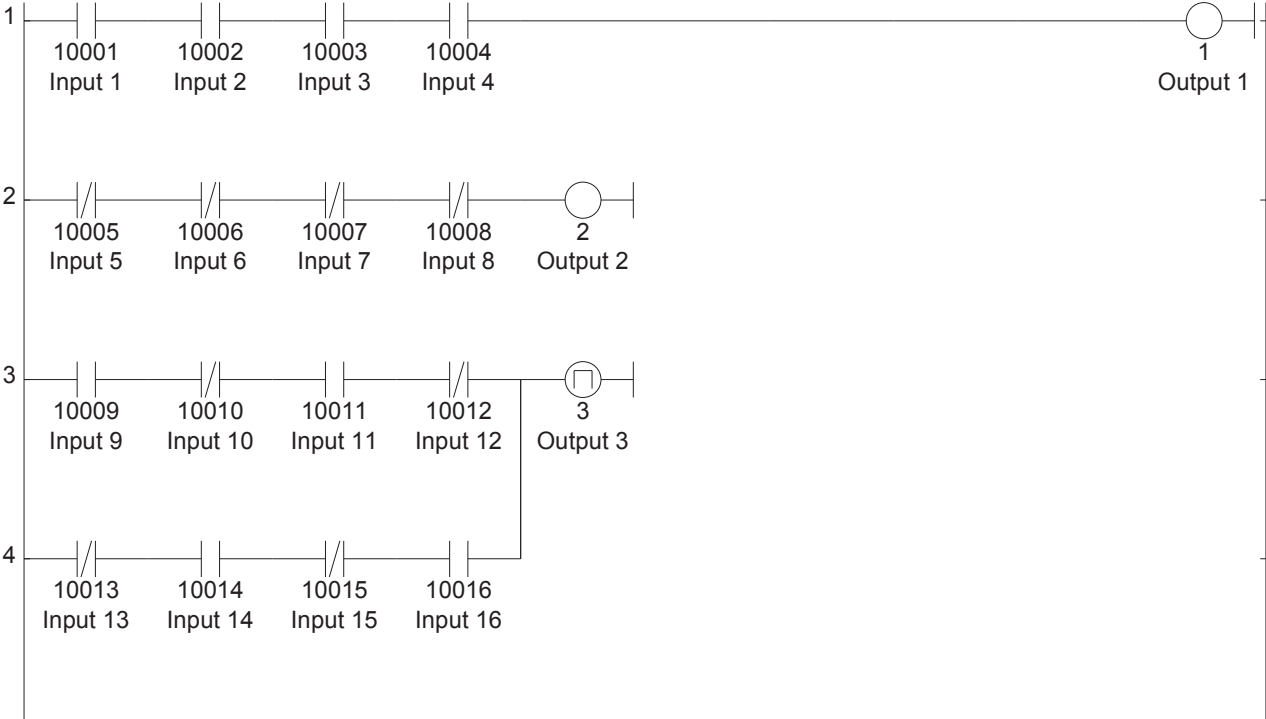 1
10001 10002 10003 10004 1
Input 1 Input 2 Input 3 Input 4 Output 1
2
10005 10006 10007 10008 2
Input 5 Input 6 Input 7 Input 8 Output 2
3
10009 10010 10011 10012 3
Input 9 Input 10 Input 11 Input 12 Output 3
4
10013 10014 10015 10016
Input 13 Input 14 Input 15 Input 16